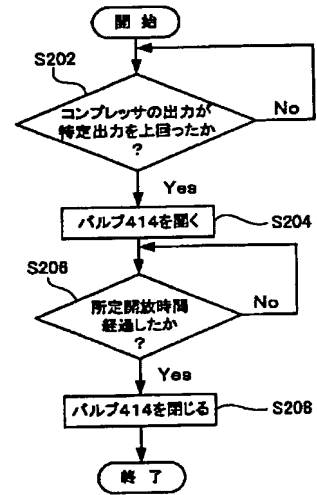 開始
S202
コンプレッサの出力が
特定出力を上回ったか
?
No
Yes
バルブ414を開く
S204
S206
所定開放時間
経過したか
?
No
Yes
バルブ414を閉じる
S208
終了